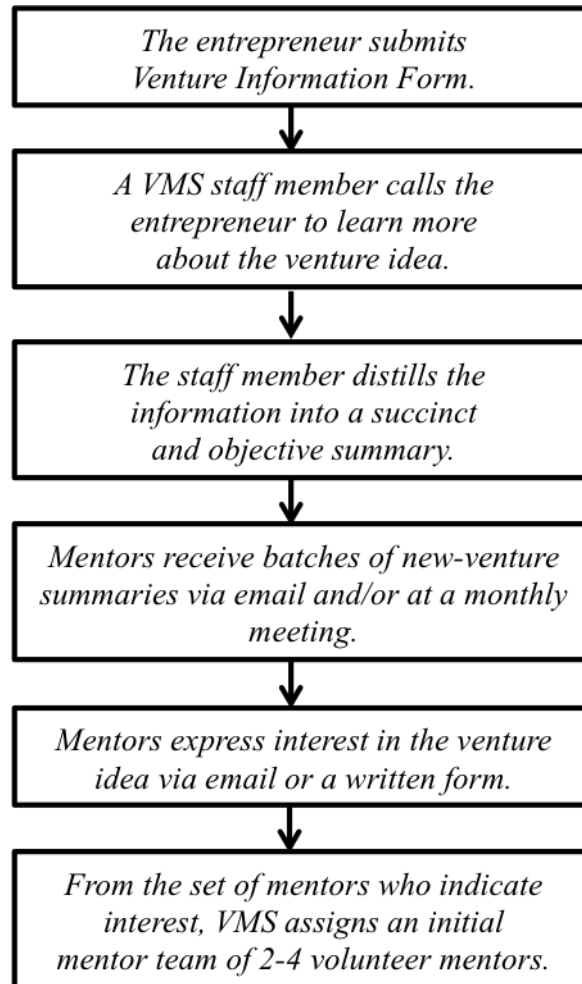 The entrepreneur submits
Venture Information Form.
A VMS staff member calls the
entrepreneur to learn more
about the venture idea.
The staff member distills the
information into a succinct
and objective summary.
Mentors receive batches of new-venture
summaries via email and/or at a monthly
meeting.
Mentors express interest in the venture
idea via email or a written form.
From the set of mentors who indicate
interest, VMS assigns an initial
mentor team of 2-4 volunteer mentors.